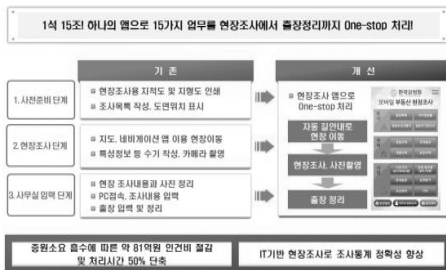 1석 15조! 하나의 앱으로 15가지 업무를 현장조사에서 출장정리까지 One-stop 처리!
기 존
개 선
1. 사전준비 단계
현장조사용 지적도 및 지형도 인쇄
조사목록 작성, 도면위치 표시
2. 현장조사 단계
지도, 네비게이션 앱 이용 현장이동
특성정보 등 수기 작성, 카메라 촬영
3. 사무실 입력 단계
현장 조사내용과 사진 정리
PC접속, 조사내용 입력
출장 입력 및 정리
현장조사 앱으로
One-stop 처리
자동 길안내로
현장 이동
현장조사, 사진촬영
출장 정리
한국감정원
모바일 부동산 현장조사
증원소요 흡수에 따른 약 81억원 인건비 절감
및 처리시간 50% 단축
IT기반 현장조사로 조사통계 정확성 향상